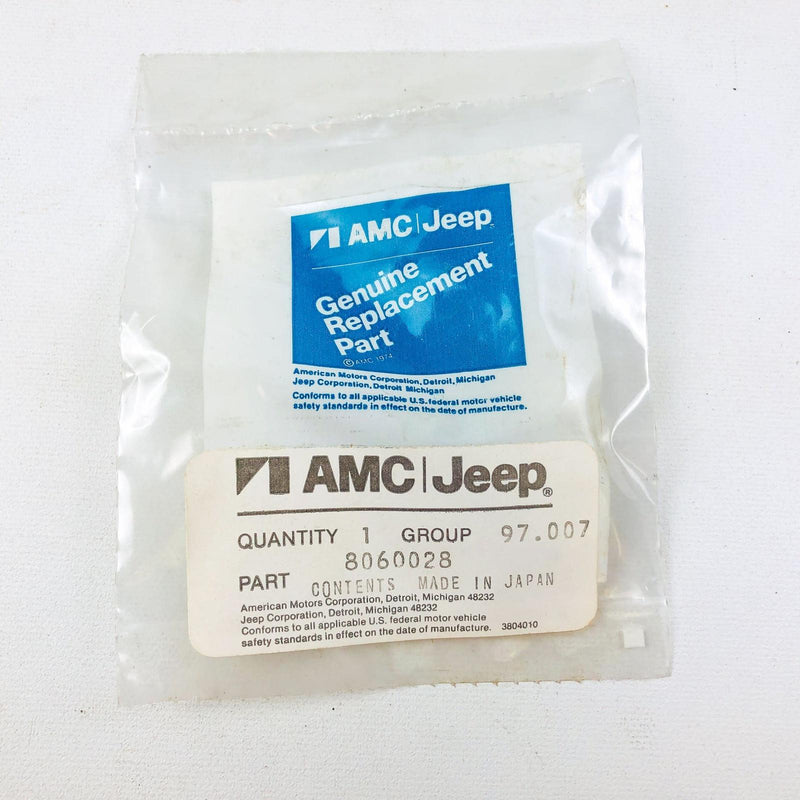 AMC|Jeep®
Genuine
Replacement
Part
© AMC 1974
American Motors Corporation, Detroit, Michigan
Jeep Corporation, Detroit Michigan
Conforms to all applicable U.S. federal motor vehicle
safety standards in effect on the date of manufacture.
AMC|Jeep®
QUANTITY 1 GROUP 97.007
8060028
PART CONTENTS MADE IN JAPAN
American Motors Corporation, Detroit, Michigan 48232
Jeep Corporation, Detroit, Michigan 48232
Conforms to all applicable U.S. federal motor vehicle
safety standards in effect on the date of manufacture. 3804010